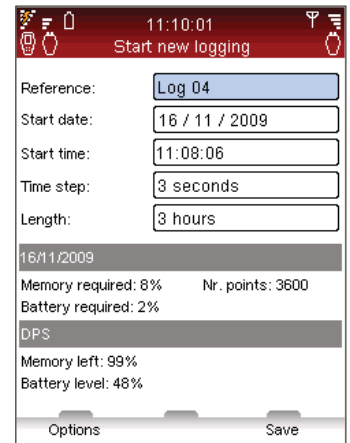 11:10:01
Start new logging
Reference: Log 04
Start date: 16 / 11 / 2009
Start time: 11:08:06
Time step: 3 seconds
Length: 3 hours
16/11/2009
Memory required: 8% Nr. points: 3600
Battery required: 2%
DPS
Memory left: 99%
Battery level: 48%
Options Save